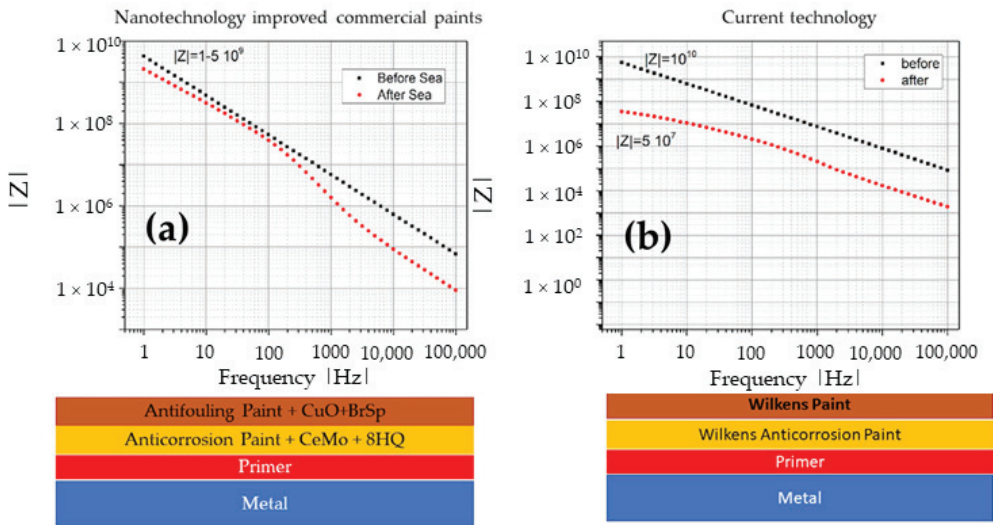 Nanotechnology improved commercial paints
1 × 10^10
|Z|=1-5 10^9
Before Sea
After Sea
1 × 10^8
|Z|
1 × 10^6
(a)
1 × 10^4
1 10 100 1000 10,000 100,000
Frequency |Hz|
Antifouling Paint + CuO+BrSp
Anticorrosion Paint + CeMo + 8HQ
Primer
Metal
Current technology
1 × 10^10
|Z|=10^10
before
after
1 × 10^8
|Z|=5 10^7
1 × 10^6
|Z|
1 × 10^4
(b)
1 × 10^2
1 × 10^0
1 10 100 1000 10,000 100,000
Frequency |Hz|
Wilkens Paint
Wilkens Anticorrosion Paint
Primer
Metal